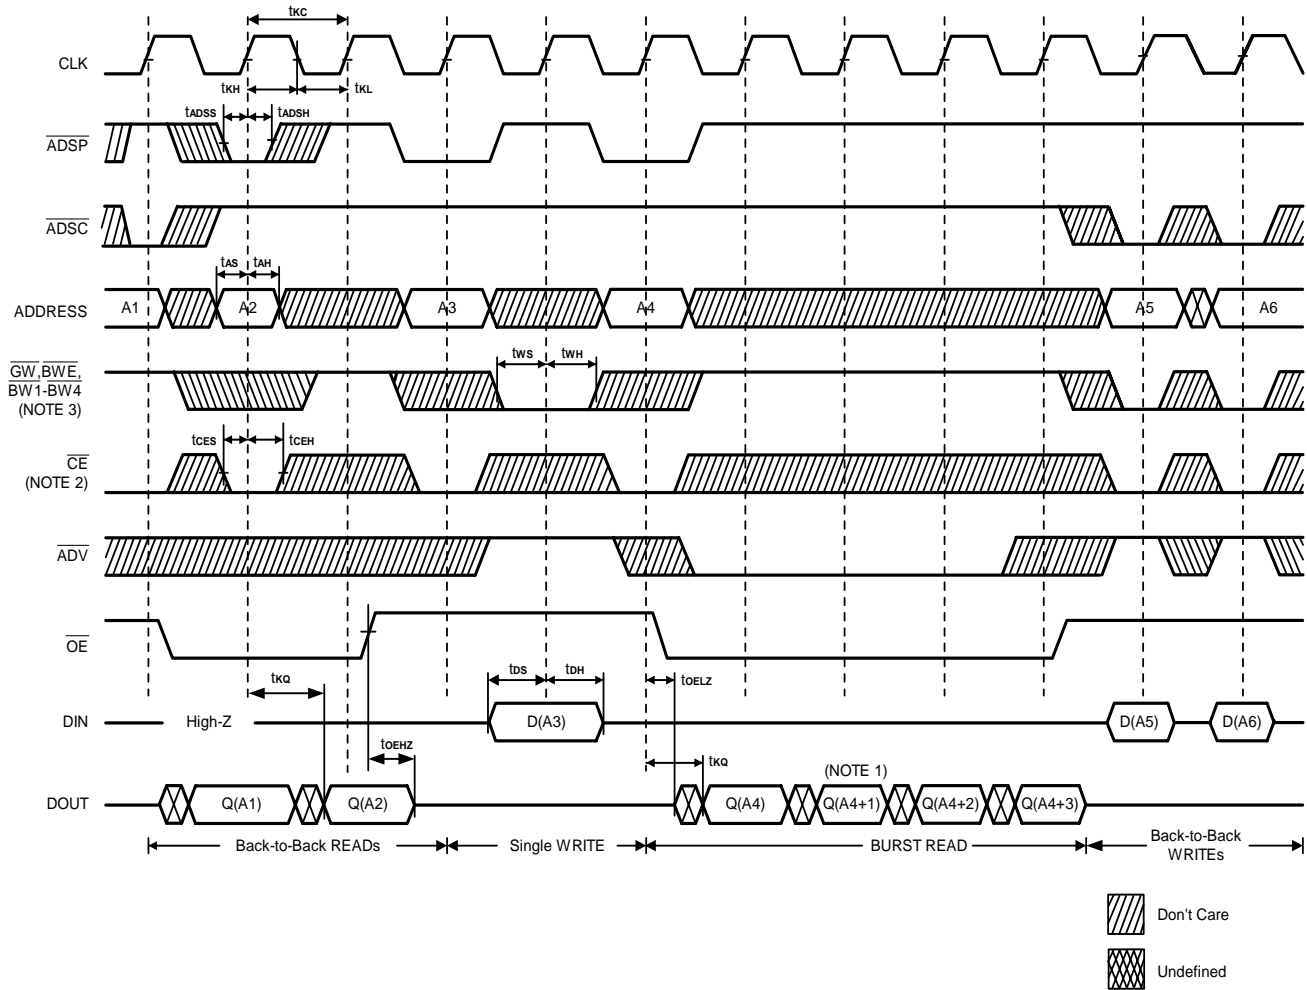 tKC
CLK
tKH
tKL
tADSS
tADSH
ADSP
ADSC
tAS
tAH
ADDRESS
A1
A2
A3
A4
A5
A6
GW,BWE,
BW1-BW4
(NOTE 3)
tWS
tWH
tCES
tCEH
CE
(NOTE 2)
ADV
OE
tKQ
tDS
tDH
tOELZ
DIN
High-Z
D(A3)
D(A5)
D(A6)
tOEHZ
tKQ
(NOTE 1)
DOUT
Q(A1)
Q(A2)
Q(A4)
Q(A4+1)
Q(A4+2)
Q(A4+3)
Back-to-Back READs
Single WRITE
BURST READ
Back-to-Back
WRITEs
Don't Care
Undefined